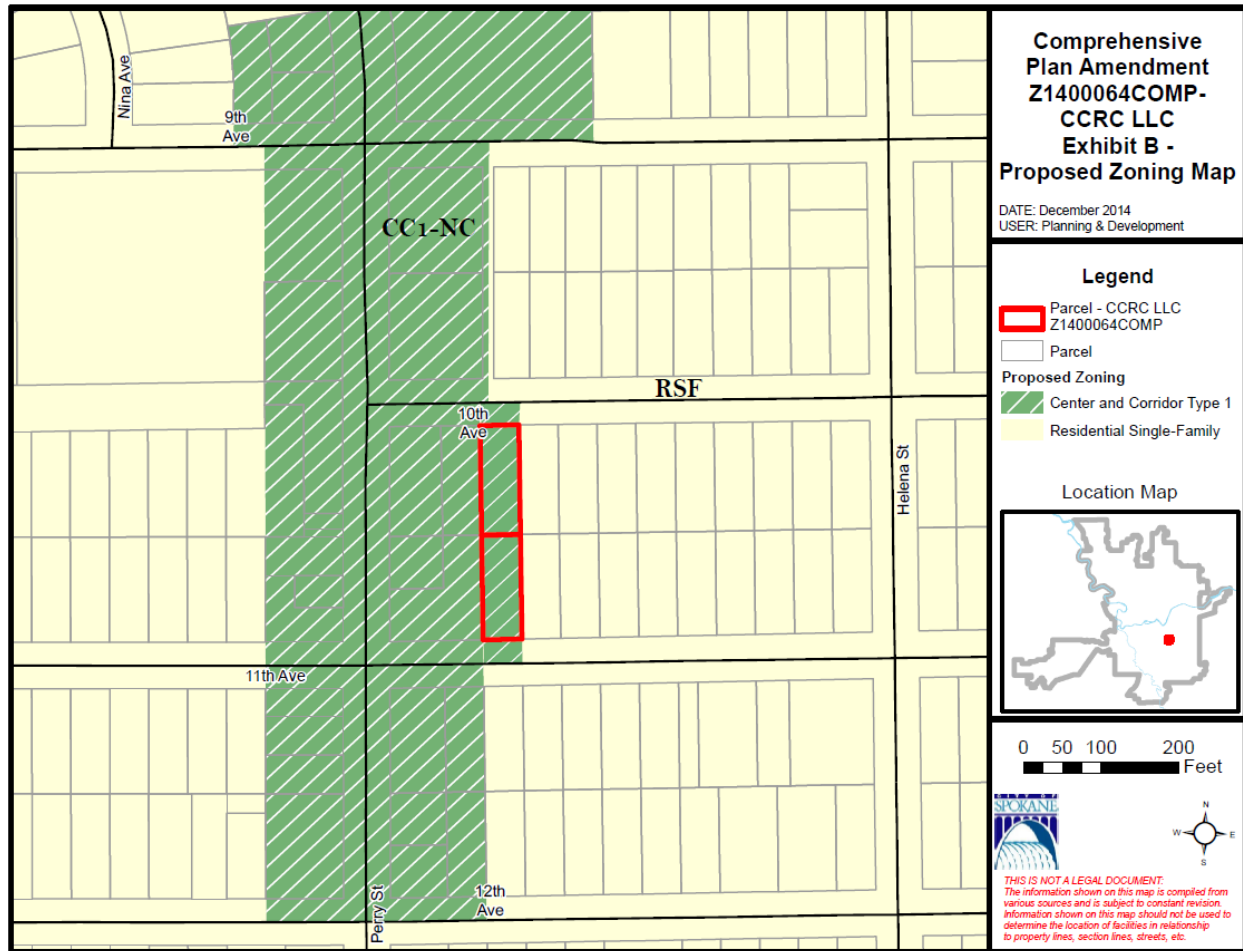 Nina Ave
9th
Ave
CC1-NC
RSF
10th
Ave
Helena St
11th Ave
Perry St
12th
Ave
Comprehensive
Plan Amendment
Z1400064COMP-
CCRC LLC
Exhibit B -
Proposed Zoning Map
DATE: December 2014
USER: Planning & Development
Legend
Parcel - CCRC LLC
Z1400064COMP
Parcel
Proposed Zoning
Center and Corridor Type 1
Residential Single-Family
Location Map
0 50 100 200
Feet
CITY OF
SPOKANE
N
W E
S
THIS IS NOT A LEGAL DOCUMENT:
The information shown on this map is compiled from
various sources and is subject to constant revision.
Information shown on this map should not be used to
determine the location of facilities in relationship
to property lines, section lines, streets, etc.